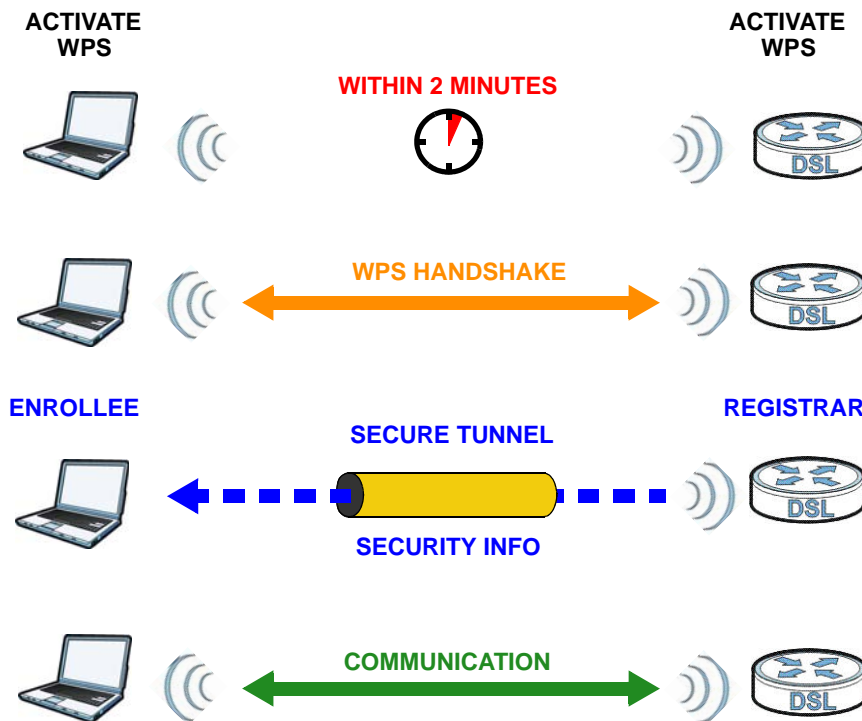 ACTIVATE
WPS
ACTIVATE
WPS
WITHIN 2 MINUTES
DSL
WPS HANDSHAKE
DSL
ENROLLEE
REGISTRAR
SECURE TUNNEL
DSL
SECURITY INFO
COMMUNICATION
DSL